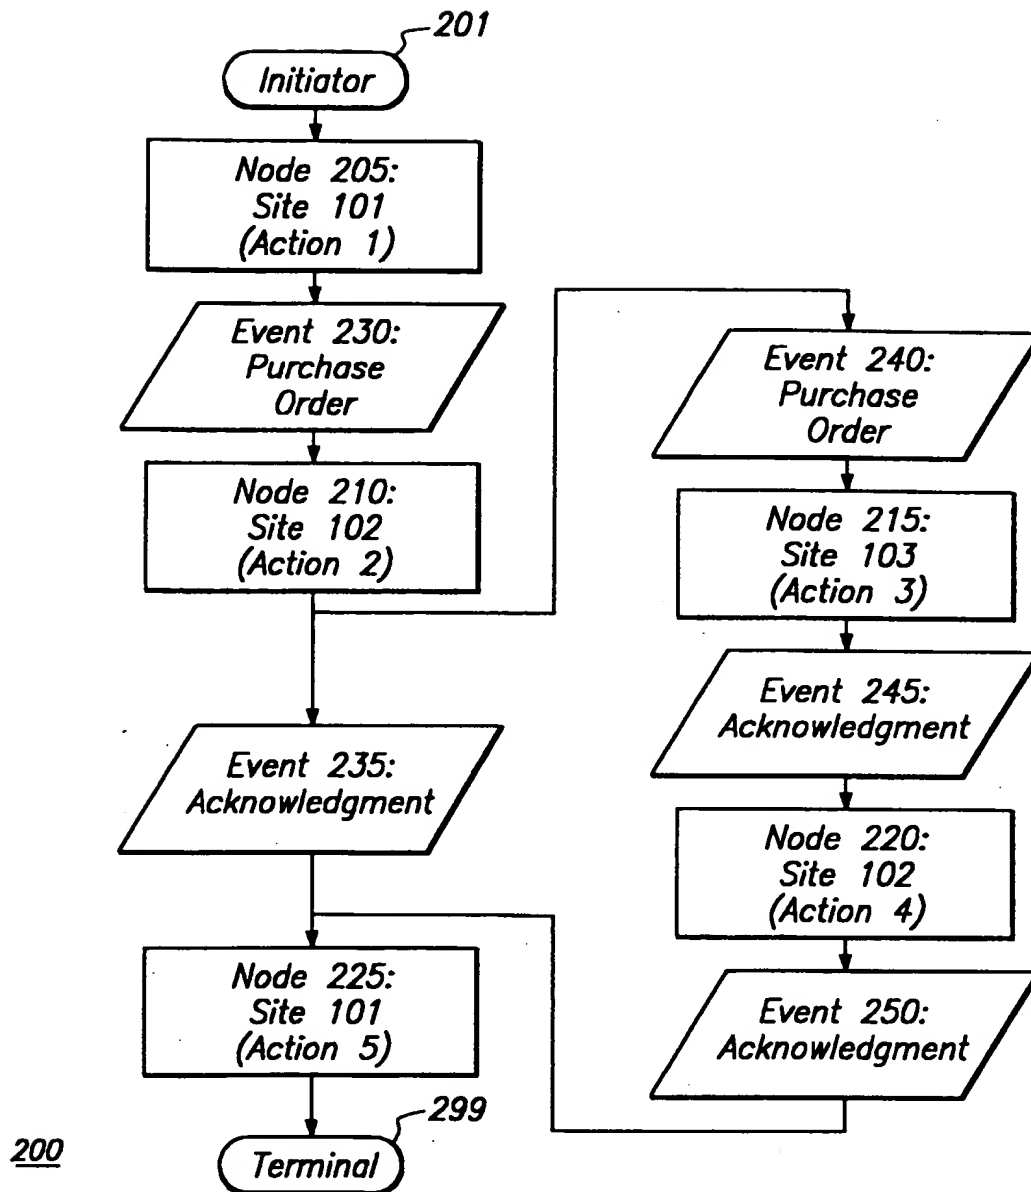 201
Initiator
Node 205:
Site 101
(Action 1)
Event 230:
Purchase
Order
Node 210:
Site 102
(Action 2)
Event 235:
Acknowledgment
Node 225:
Site 101
(Action 5)
299
Terminal
200
Event 240:
Purchase
Order
Node 215:
Site 103
(Action 3)
Event 245:
Acknowledgment
Node 220:
Site 102
(Action 4)
Event 250:
Acknowledgment